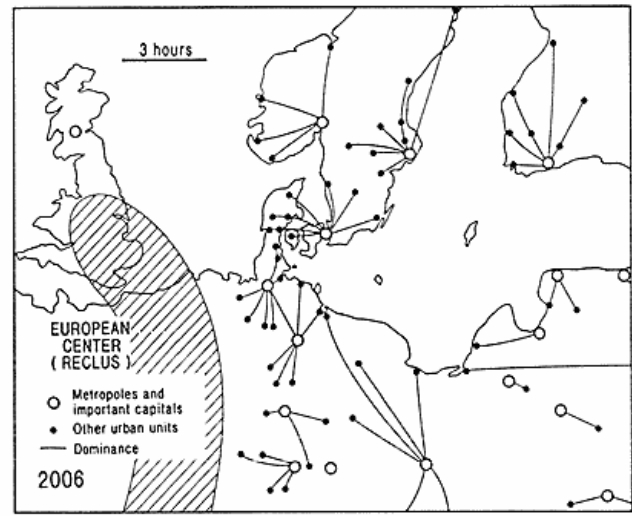 3 hours
EUROPEAN
CENTER
( RECLUS )
Metropoles and
important capitals
Other urban units
Dominance
2006